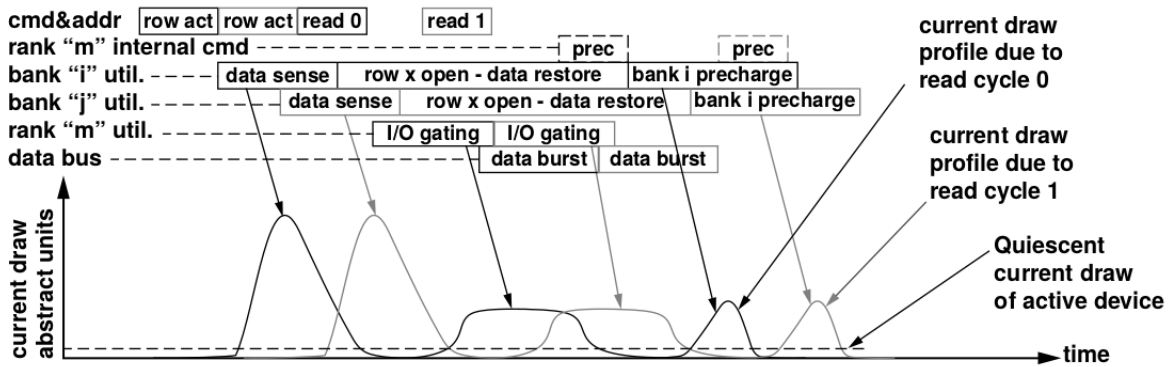 cmd&addr row act row act read 0 read 1
rank “m” internal cmd prec prec
bank “i” util. data sense row x open - data restore bank i precharge
bank “j” util. data sense row x open - data restore bank i precharge
rank “m” util. I/O gating I/O gating
data bus data burst data burst
current draw
profile due to
read cycle 0
current draw
profile due to
read cycle 1
Quiescent
current draw
of active device
current draw
abstract units
time